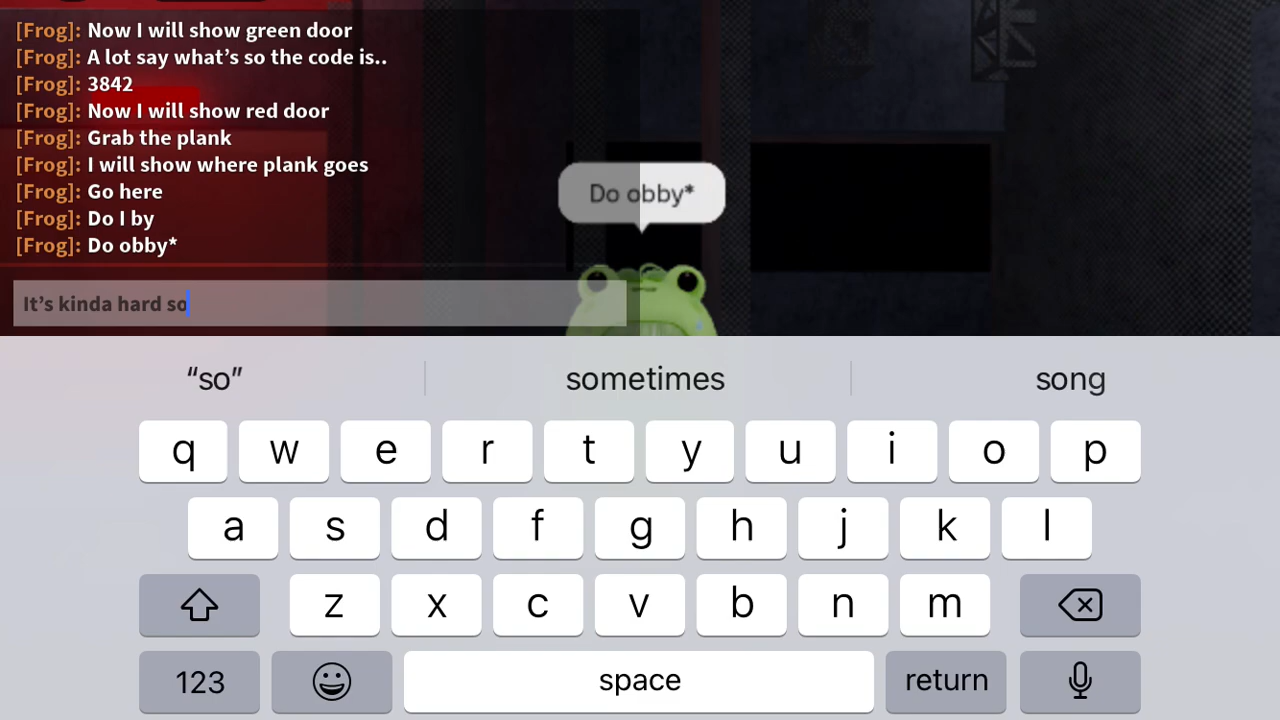 [Frog]: Now I will show green door
[Frog]: A lot say what’s so the code is..
[Frog]: 3842
[Frog]: Now I will show red door
[Frog]: Grab the plank
[Frog]: I will show where plank goes
[Frog]: Go here
[Frog]: Do I by
[Frog]: Do obby*
Do obby*
It’s kinda hard so
“so” sometimes song
q w e r t y u i o p
a s d f g h j k l
z x c v b n m
123 space return